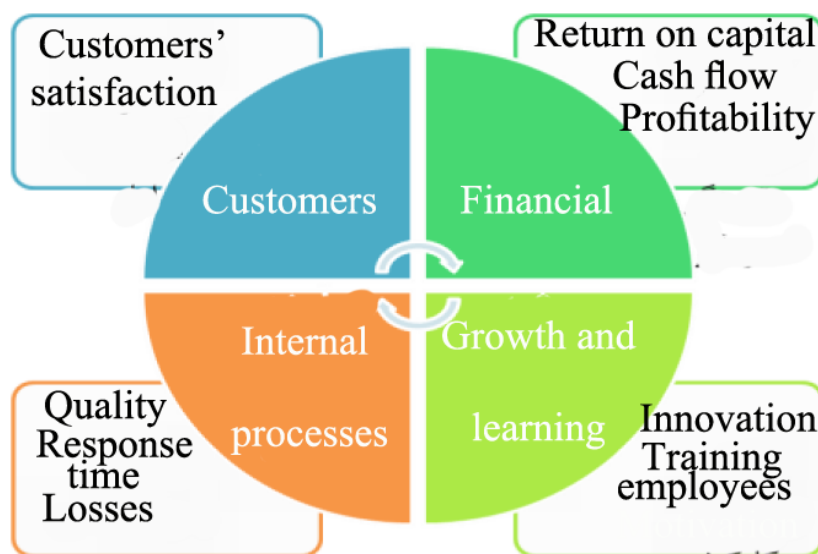 Customers’
satisfaction
Return on capital
Cash flow
Profitability
Customers
Financial
Internal
processes
Growth and
learning
Quality
Response
time
Losses
Innovation
Training
employees